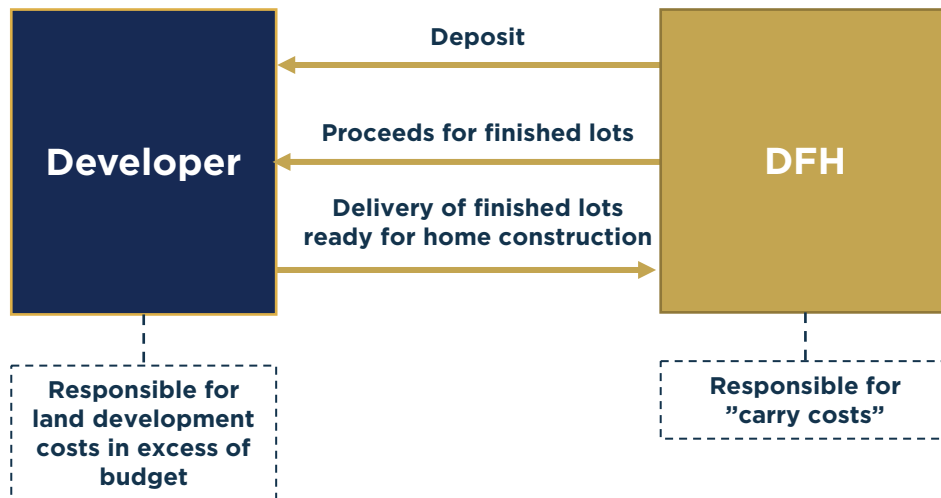 Deposit
Proceeds for finished lots
Developer
DFH
Delivery of finished lots
ready for home construction
Responsible for
land development
costs in excess of
budget
Responsible for
”carry costs”